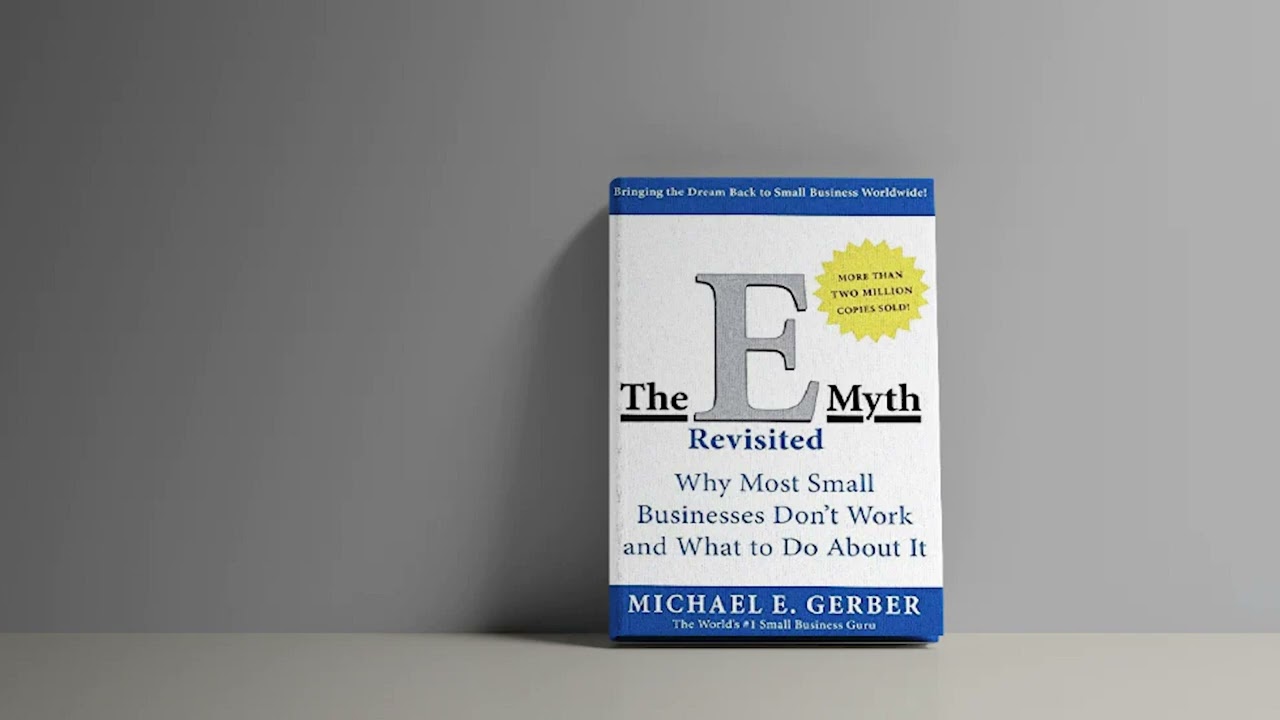 Bringing the Dream Back to Small Business Worldwide!
MORE THAN
TWO MILLION
COPIES SOLD!
The E Myth
Revisited
Why Most Small
Businesses Don't Work
and What to Do About It
MICHAEL E. GERBER
The World's #1 Small Business Guru